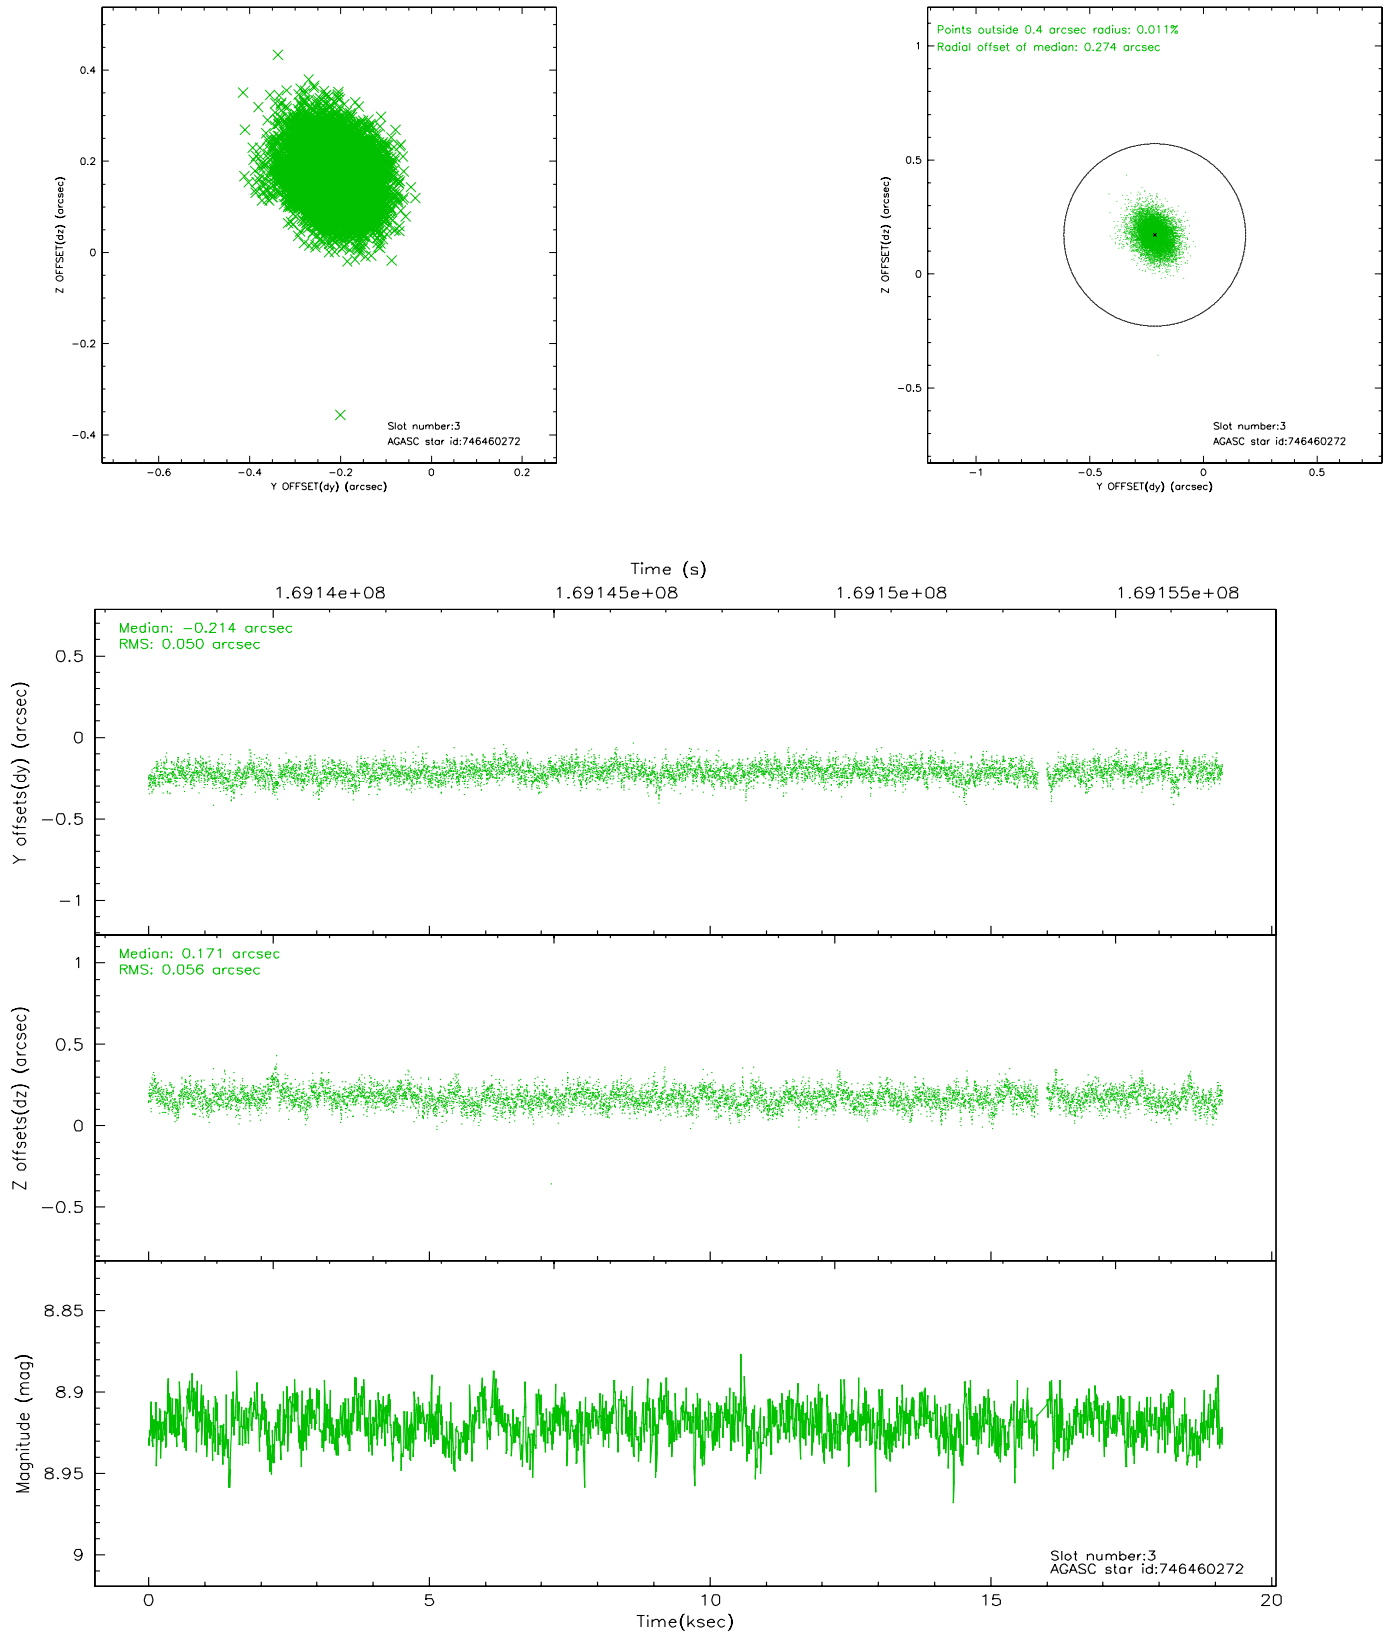 0.4
0.2
0
−0.2
−0.4
Z OFFSET(dz) (arcsec)
−0.6
−0.4
−0.2
0
0.2
Y OFFSET(dy) (arcsec)
Slot number:3
AGASC star id:746460272
Points outside 0.4 arcsec radius: 0.011%
Radial offset of median: 0.274 arcsec
1
0.5
0
−0.5
Z OFFSET(dz) (arcsec)
−1
−0.5
0
0.5
Y OFFSET(dy) (arcsec)
Slot number:3
AGASC star id:746460272
Time (s)
1.6914e+08
1.69145e+08
1.6915e+08
1.69155e+08
Median: −0.214 arcsec
RMS: 0.050 arcsec
0.5
0
−0.5
−1
Y offsets(dy) (arcsec)
Median: 0.171 arcsec
RMS: 0.056 arcsec
1
0.5
0
−0.5
Z offsets(dz) (arcsec)
8.85
8.9
8.95
9
Magnitude (mag)
Slot number:3
AGASC star id:746460272
0
5
10
15
20
Time(ksec)